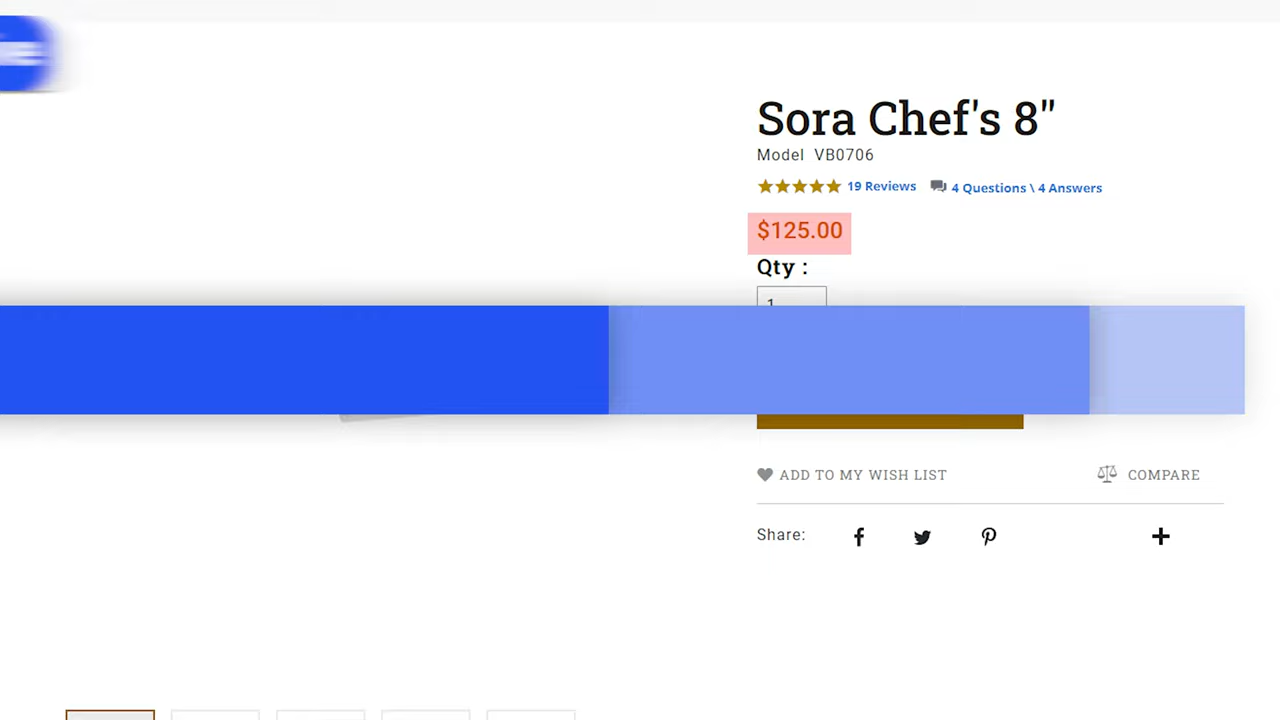 Sora Chef's 8"
Model VB0706
19 Reviews 4 Questions \ 4 Answers
$125.00
Qty :
1
ADD TO MY WISH LIST COMPARE
Share: